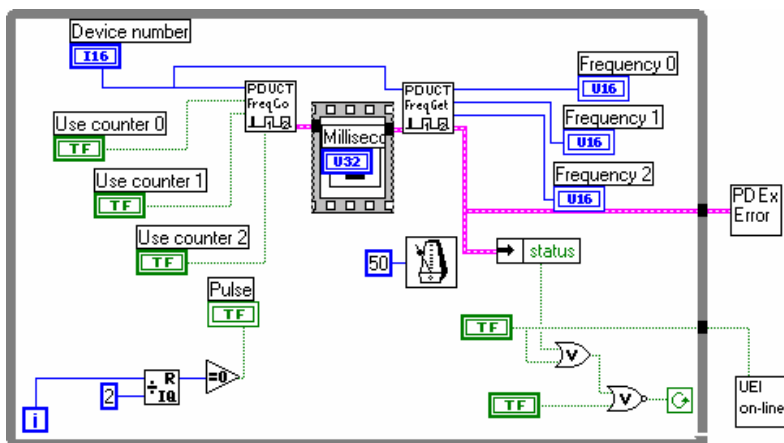 Device number
I16
PDUCT
FreqGo
PDUCT
FreqGet
Frequency 0
U16
Frequency 1
U16
Frequency 2
U16
Use counter 0
TF
Use counter 1
TF
Use counter 2
TF
Millisecc
U32
PD Ex
Error
50
status
Pulse
TF
TF
V
V
TF
R
IQ
2
=0
i
UEI
on-line